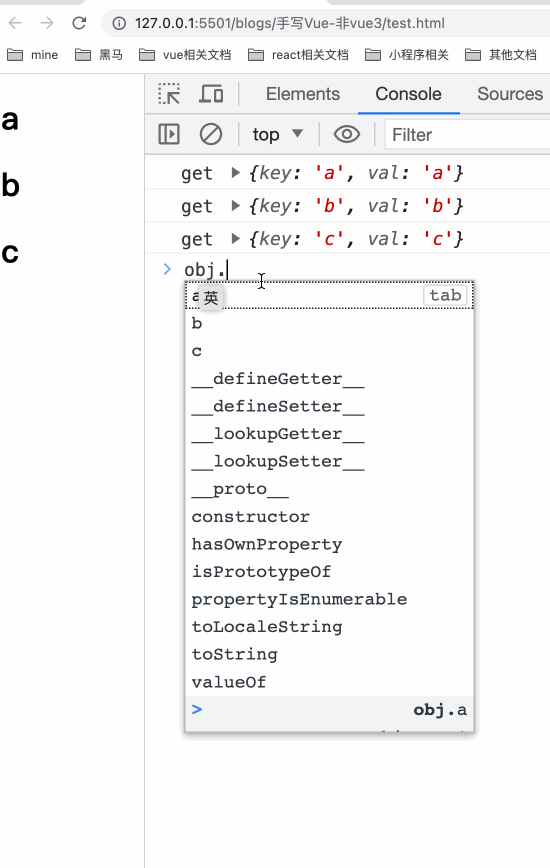 127.0.0.1:5501/blogs/手写Vue-非vue3/test.html
mine 黑马 vue相关文档 react相关文档 小程序相关 其他文档
Elements Console Sources
top Filter
a
get ▶ {key: 'a', val: 'a'}
b
get ▶ {key: 'b', val: 'b'}
c
get ▶ {key: 'c', val: 'c'}
> obj.
a 英 tab
b
c
__defineGetter__
__defineSetter__
__lookupGetter__
__lookupSetter__
__proto__
constructor
hasOwnProperty
isPrototypeOf
propertyIsEnumerable
toLocaleString
toString
valueOf
> obj.a